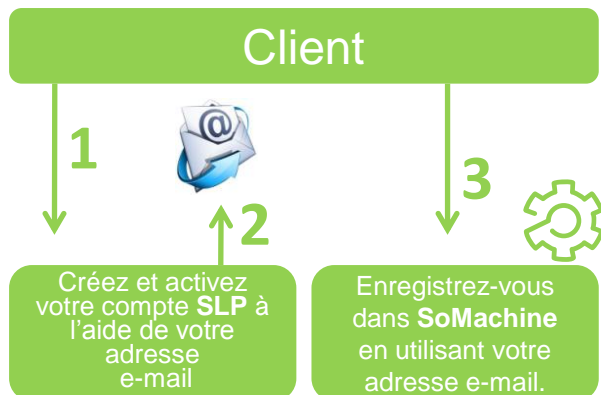 Client
1
@
2
3
Créez et activez
votre compte SLP à
l'aide de votre
adresse
e-mail
Enregistrez-vous
dans SoMachine
en utilisant votre
adresse e-mail.